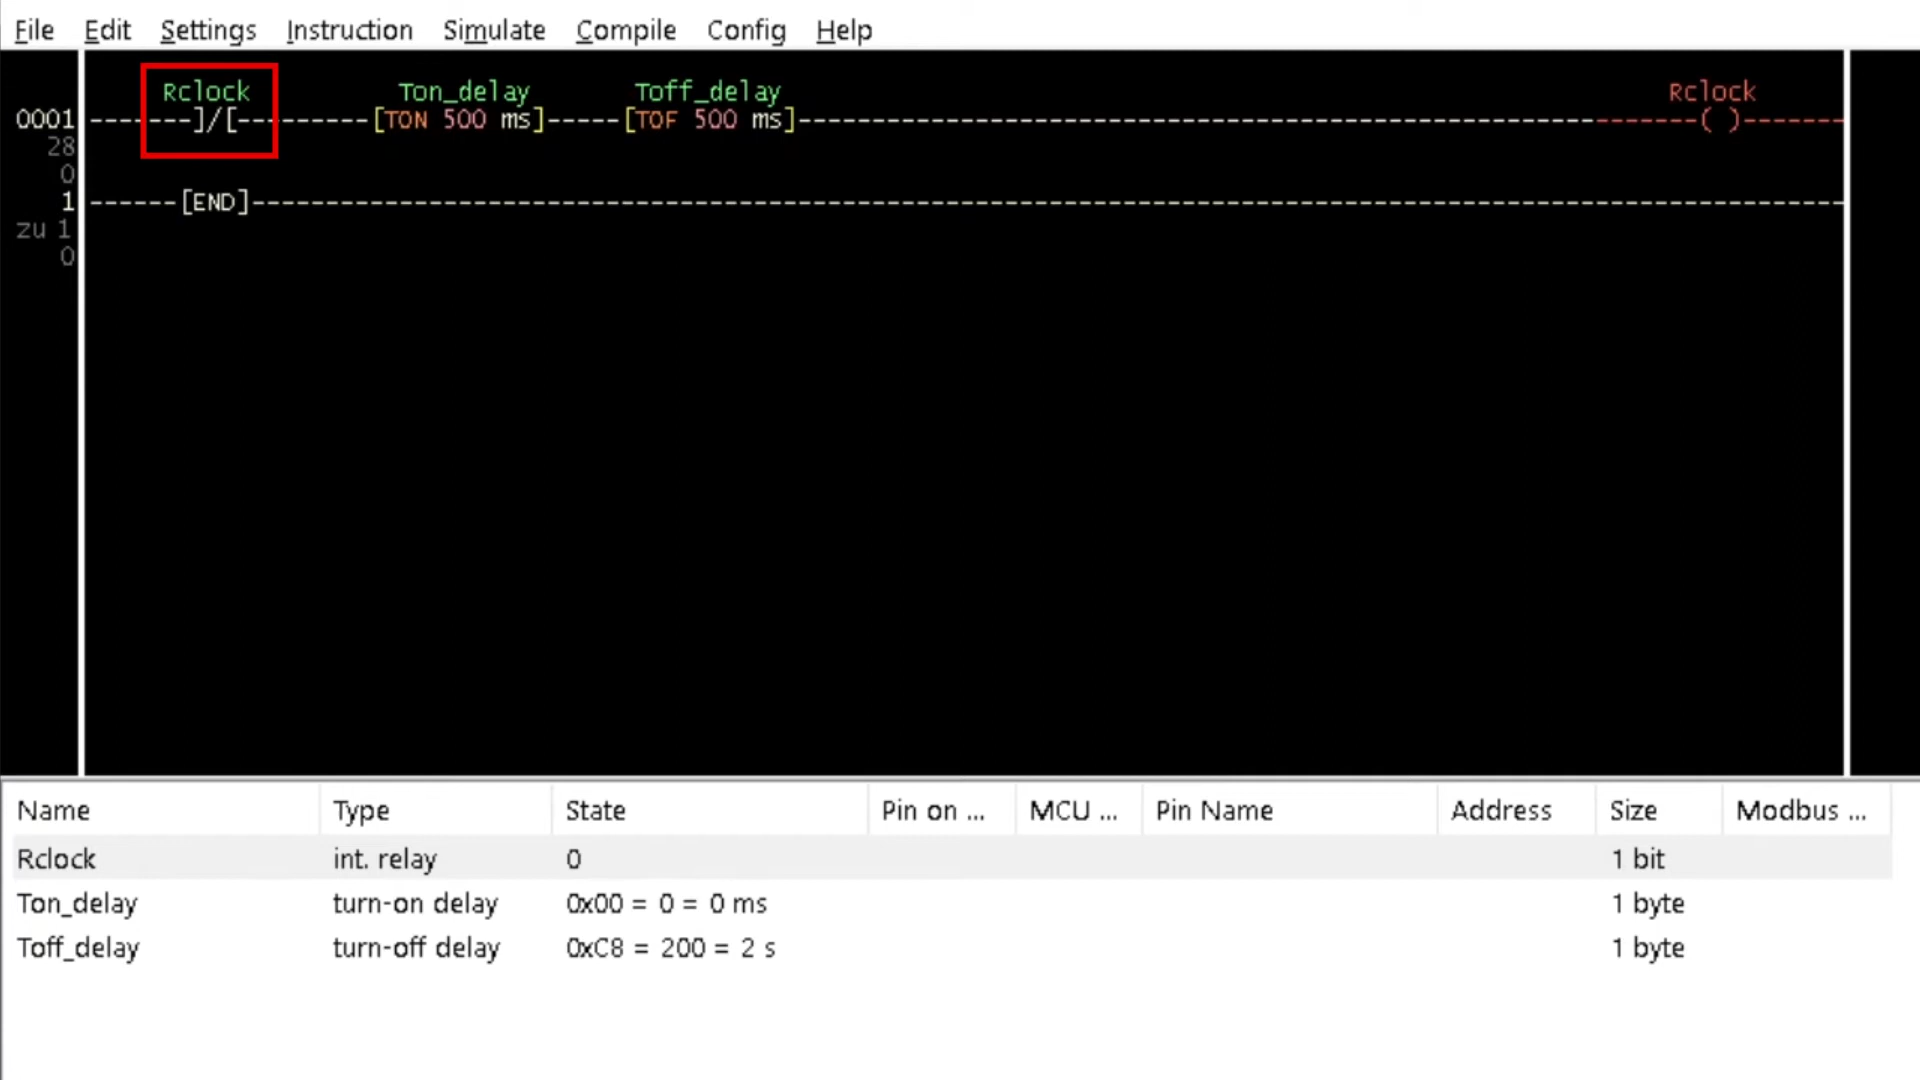 File Edit Settings Instruction Simulate Compile Config Help
Rclock Ton_delay Toff_delay Rclock
0001 -------]/[---------[TON 500 ms]-----[TOF 500 ms]-------( )-------
28
0
1 ------[END]------
zu 1
0
Name Type State Pin on ... MCU ... Pin Name Address Size Modbus ...
Rclock int. relay 0 1 bit
Ton_delay turn-on delay 0x00 = 0 = 0 ms 1 byte
Toff_delay turn-off delay 0xC8 = 200 = 2 s 1 byte